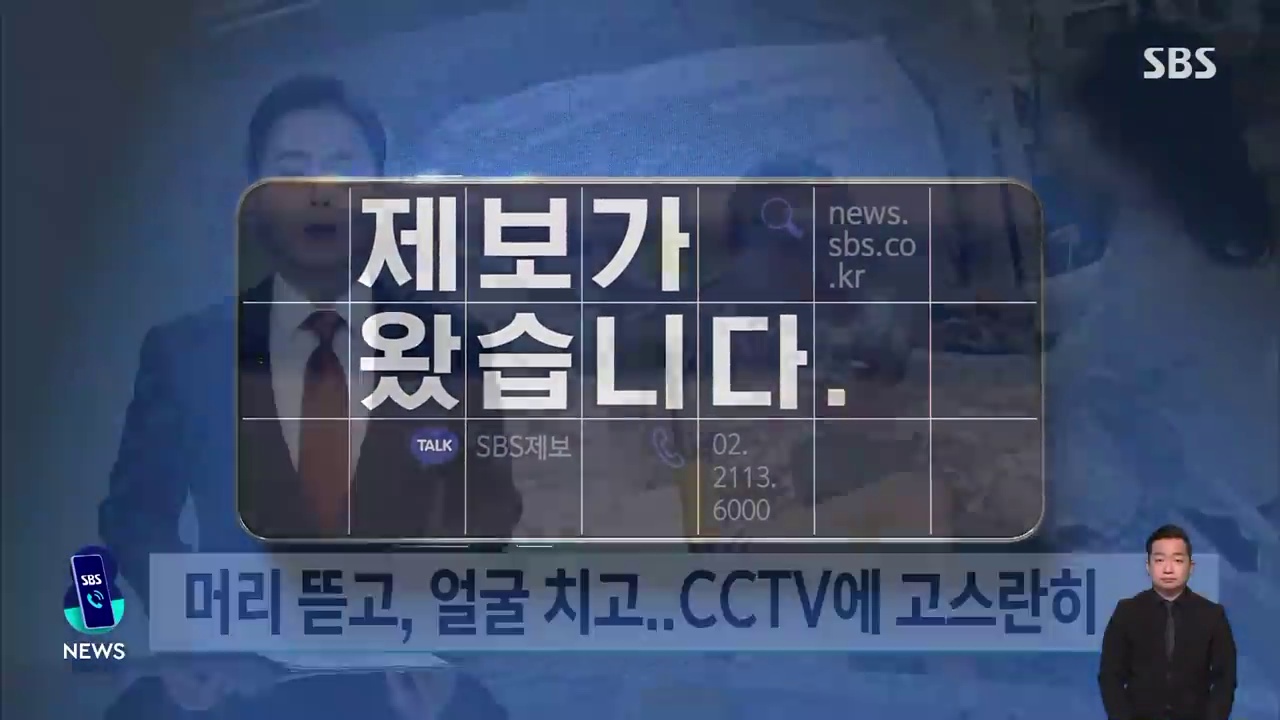 SBS
제보가
news.
sbs.co
.kr
왔습니다.
TALK
SBS제보
02.
2113.
6000
SBS
NEWS
머리 뜯고, 얼굴 치고..CCTV에 고스란히